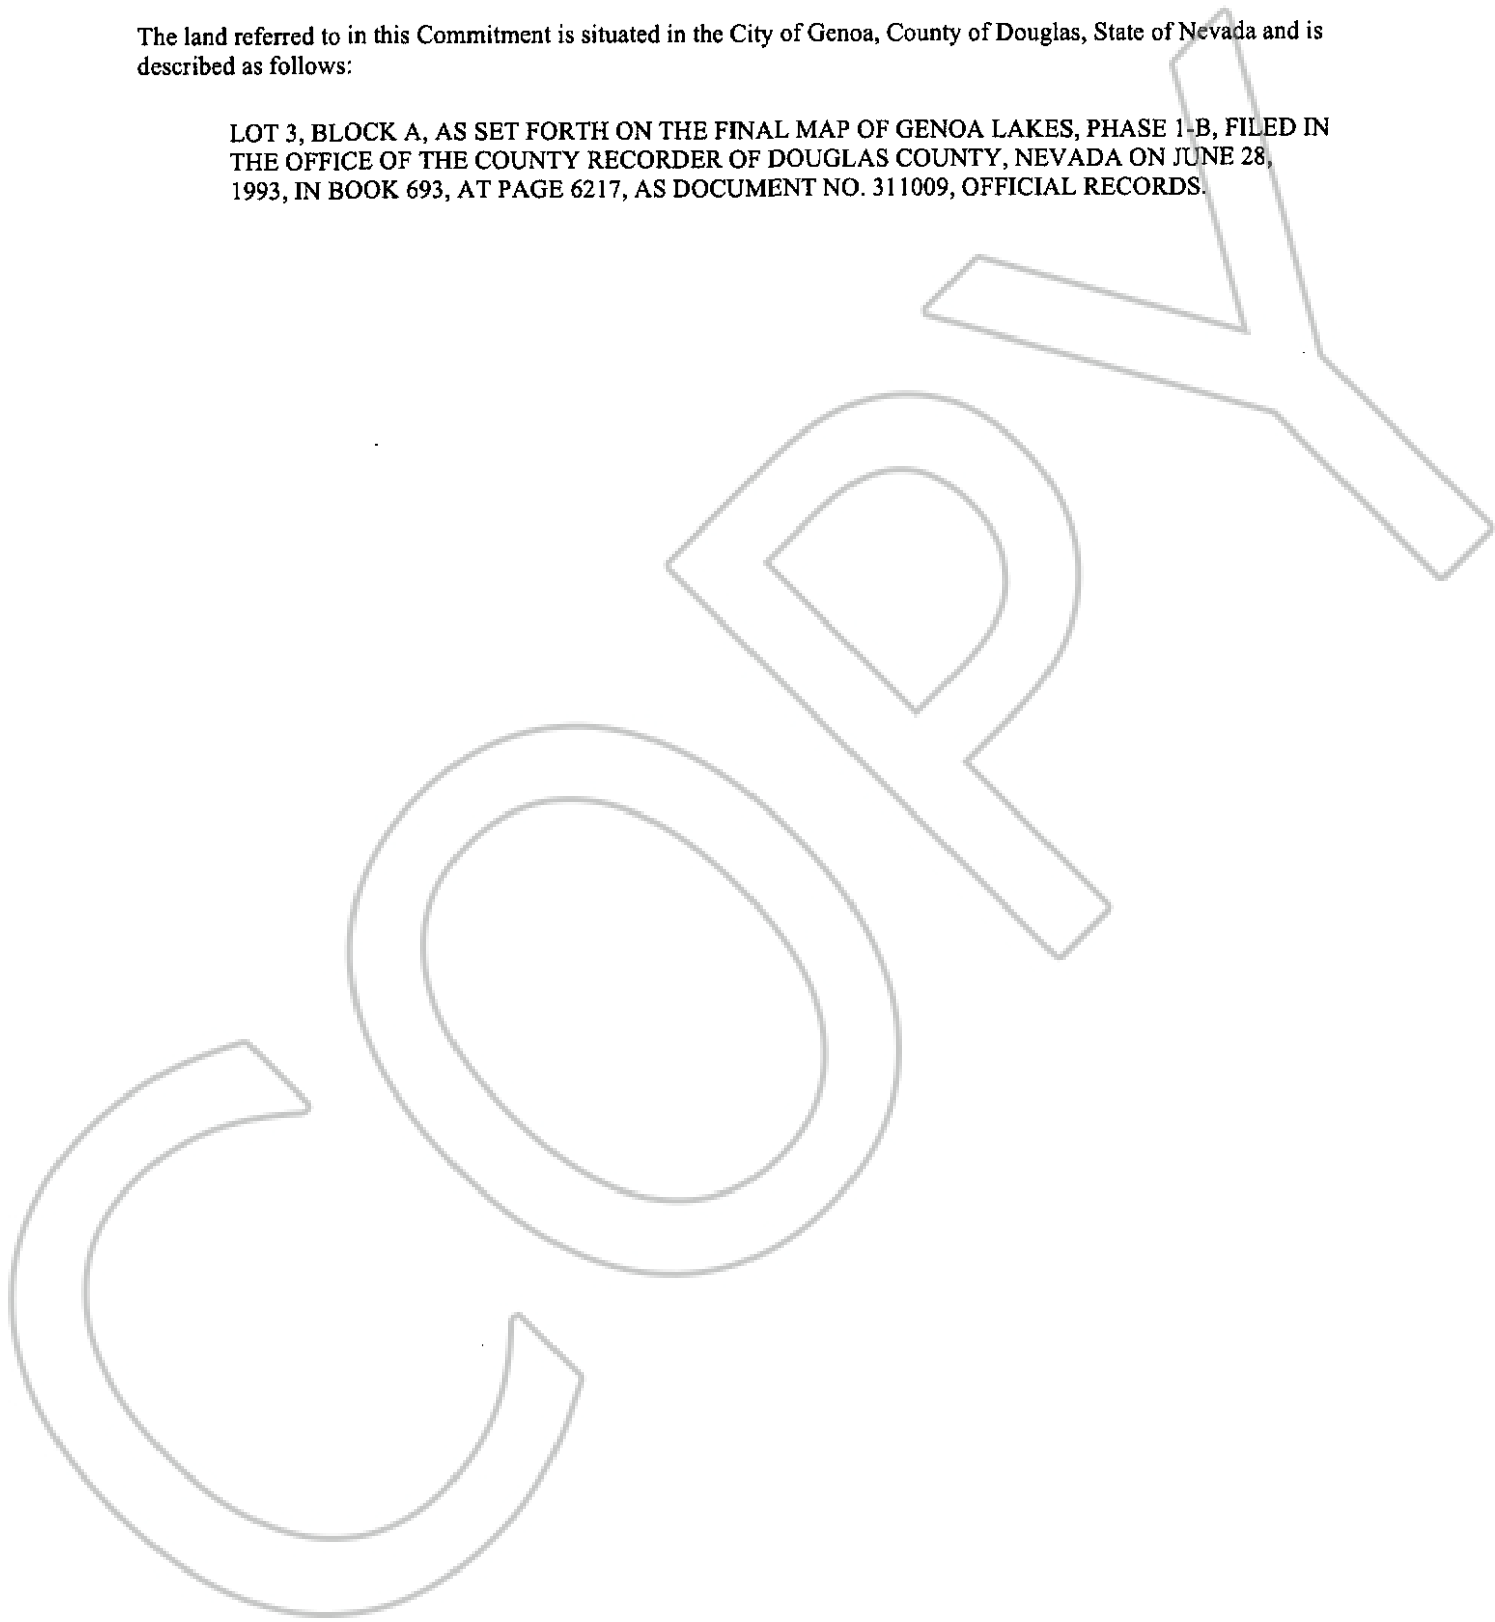 The land referred to in this Commitment is situated in the City of Genoa, County of Douglas, State of Nevada and is
described as follows:
LOT 3, BLOCK A, AS SET FORTH ON THE FINAL MAP OF GENOA LAKES, PHASE 1-B, FILED IN
THE OFFICE OF THE COUNTY RECORDER OF DOUGLAS COUNTY, NEVADA ON JUNE 28,
1993, IN BOOK 693, AT PAGE 6217, AS DOCUMENT NO. 311009, OFFICIAL RECORDS.
COPY